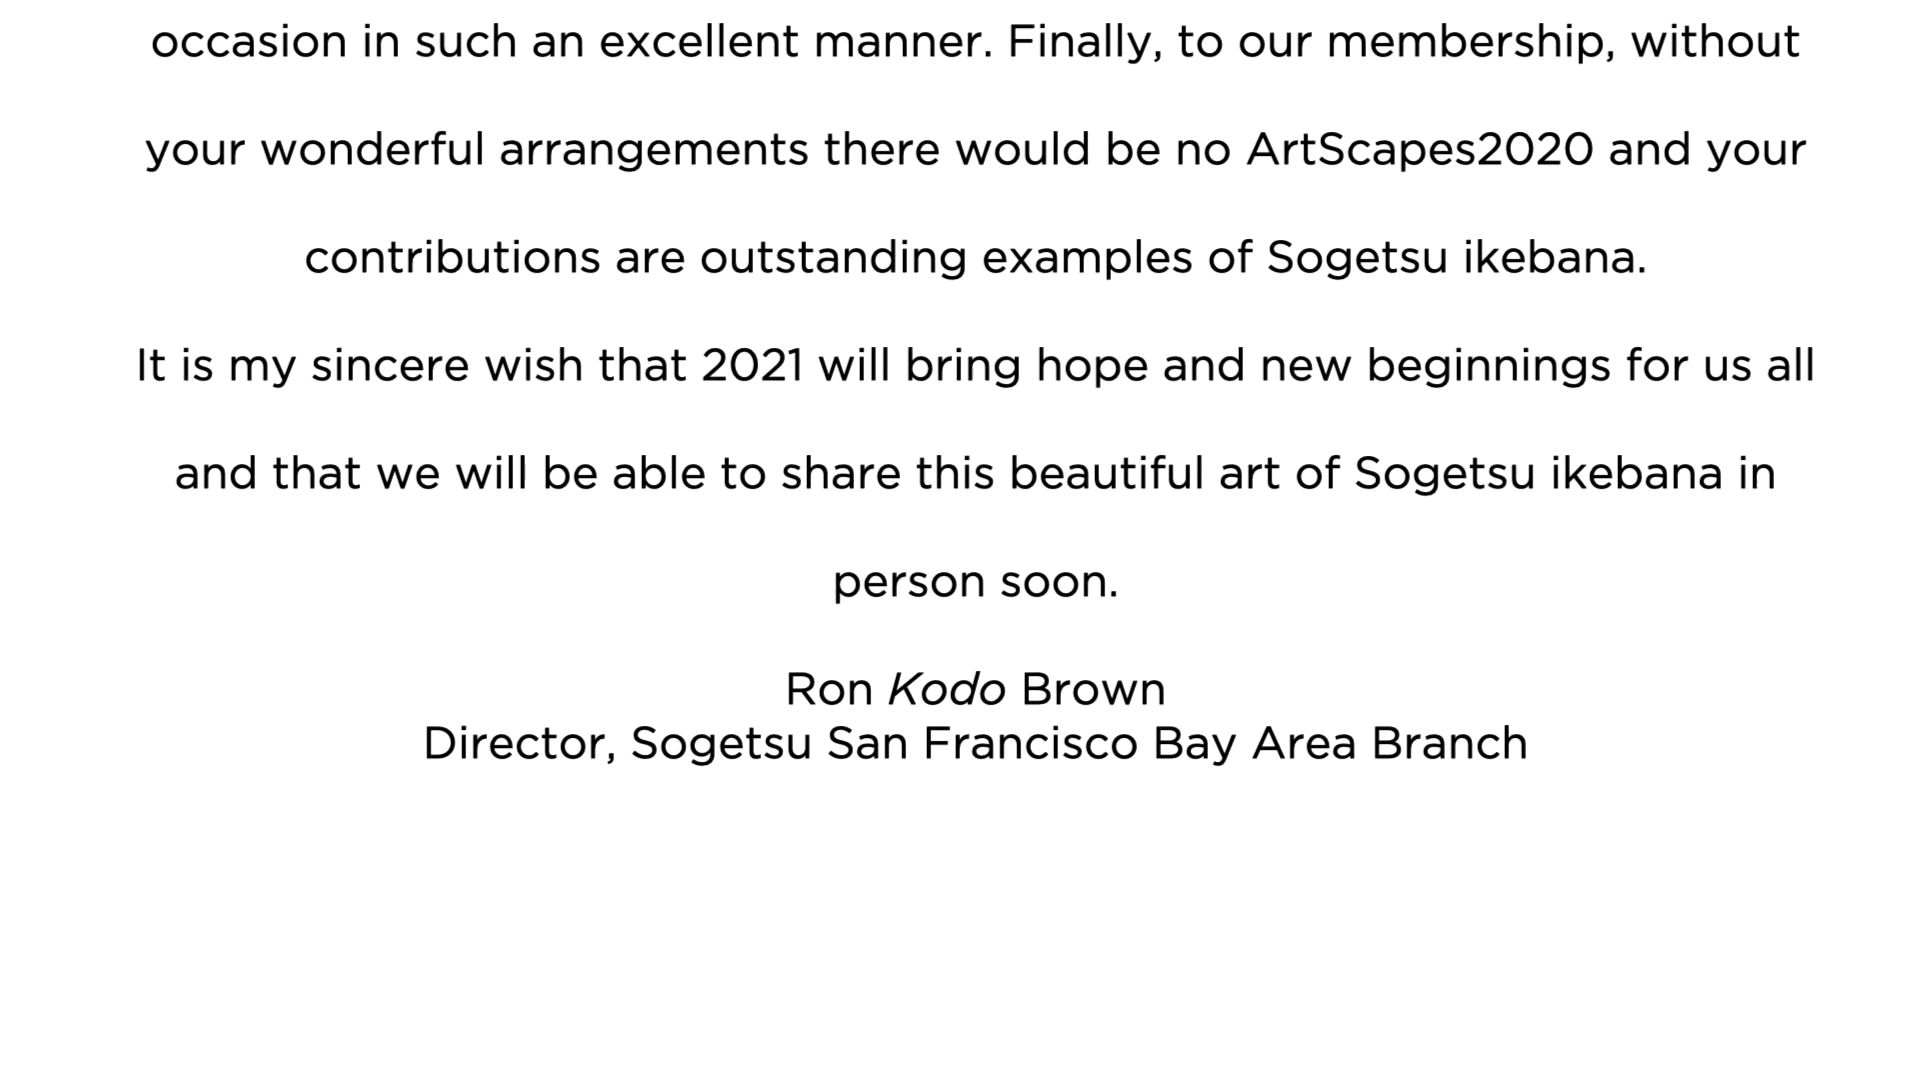 occasion in such an excellent manner. Finally, to our membership, without
your wonderful arrangements there would be no ArtScapes2020 and your
contributions are outstanding examples of Sogetsu ikebana.
It is my sincere wish that 2021 will bring hope and new beginnings for us all
and that we will be able to share this beautiful art of Sogetsu ikebana in
person soon.
Ron Kodo Brown
Director, Sogetsu San Francisco Bay Area Branch